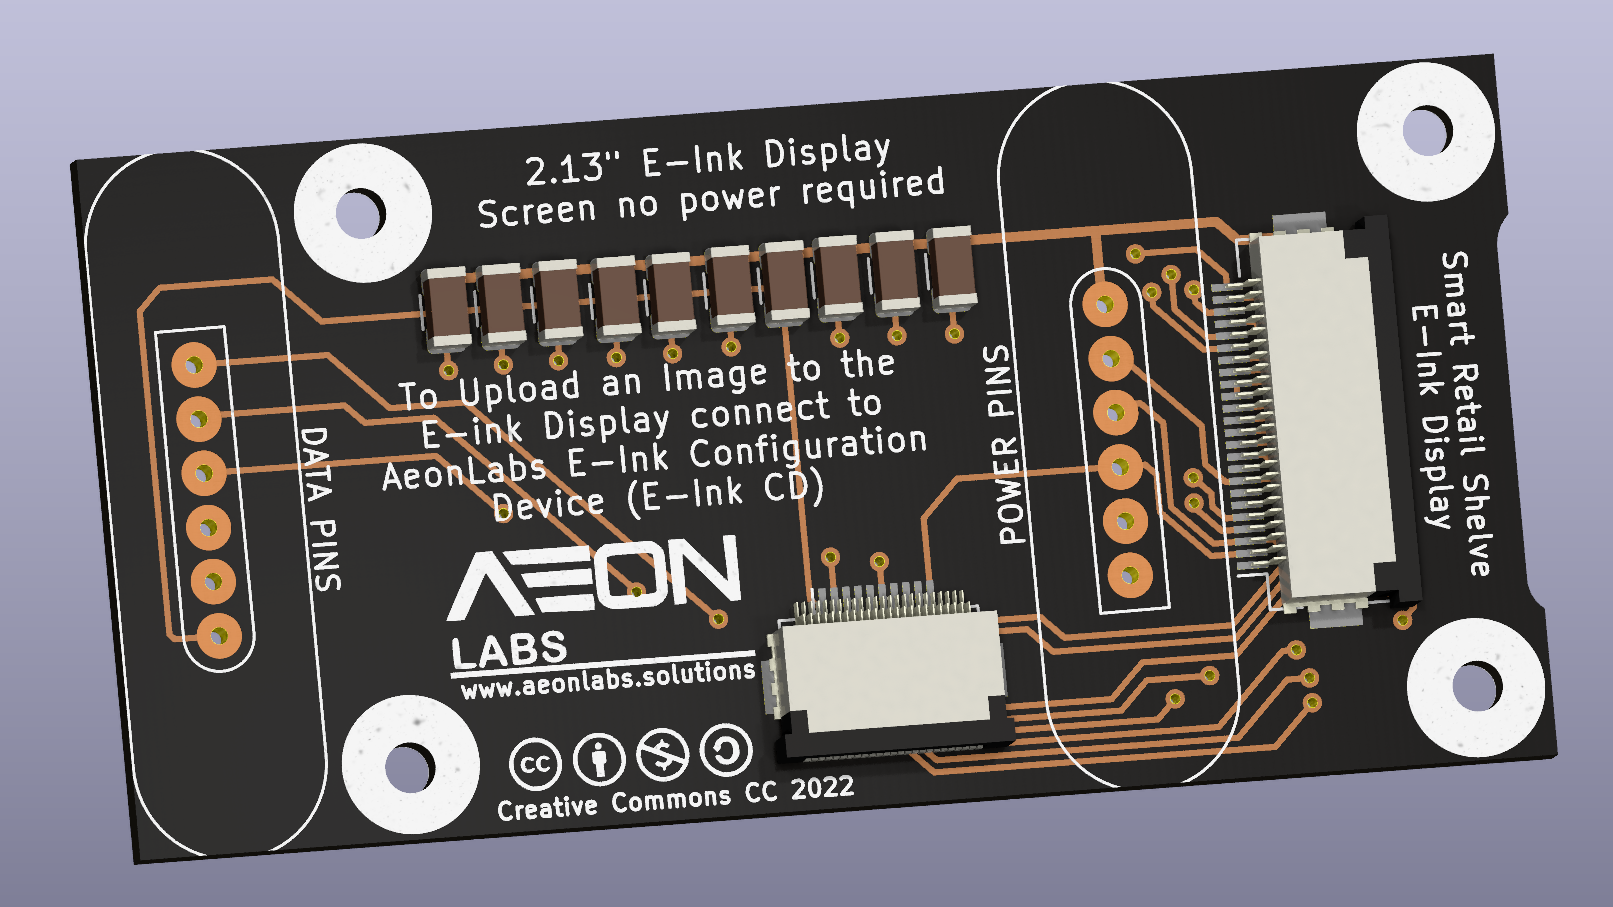 2.13" E-Ink Display
Screen no power required
To Upload an Image to the
E-ink Display connect to
AeonLabs E-Ink Configuration
Device (E-Ink CD)
DATA PINS
POWER PINS
Smart Retail Shelve
E-Ink Display
AEON
LABS
www.aeonlabs.solutions
cc
Creative Commons CC 2022